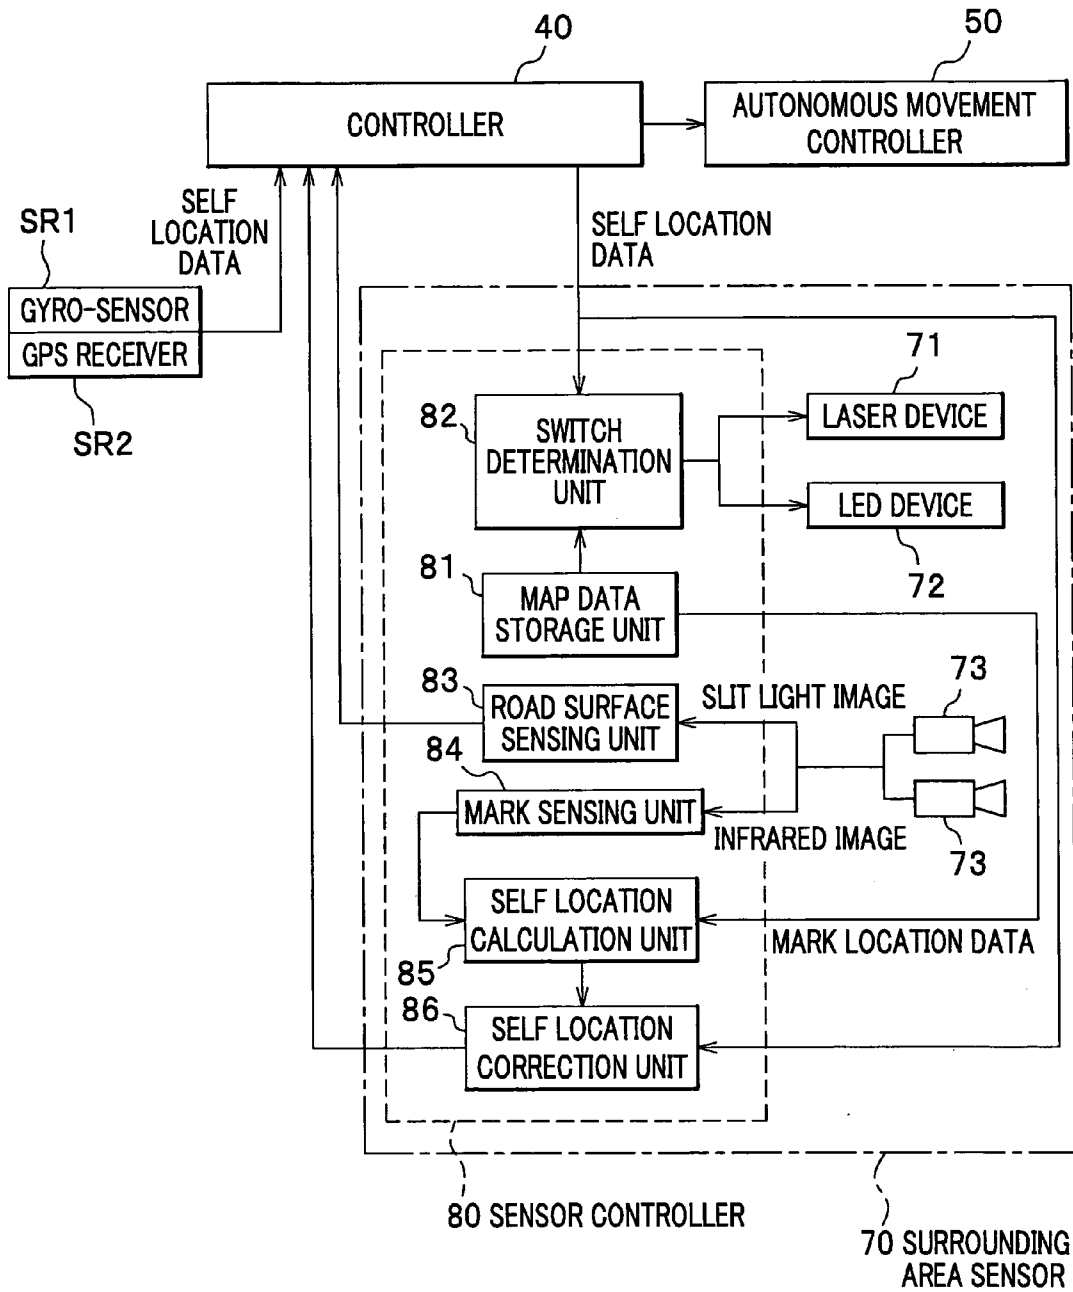 40
50
CONTROLLER
AUTONOMOUS MOVEMENT
CONTROLLER
SELF
LOCATION
DATA
SELF LOCATION
DATA
SR1
GYRO-SENSOR
GPS RECEIVER
SR2
82
SWITCH
DETERMINATION
UNIT
71
LASER DEVICE
LED DEVICE
72
81
MAP DATA
STORAGE UNIT
83
ROAD SURFACE
SENSING UNIT
SLIT LIGHT IMAGE
73
84
MARK SENSING UNIT
INFRARED IMAGE
73
SELF LOCATION
CALCULATION UNIT
85
MARK LOCATION DATA
86
SELF LOCATION
CORRECTION UNIT
80 SENSOR CONTROLLER
70 SURROUNDING
AREA SENSOR